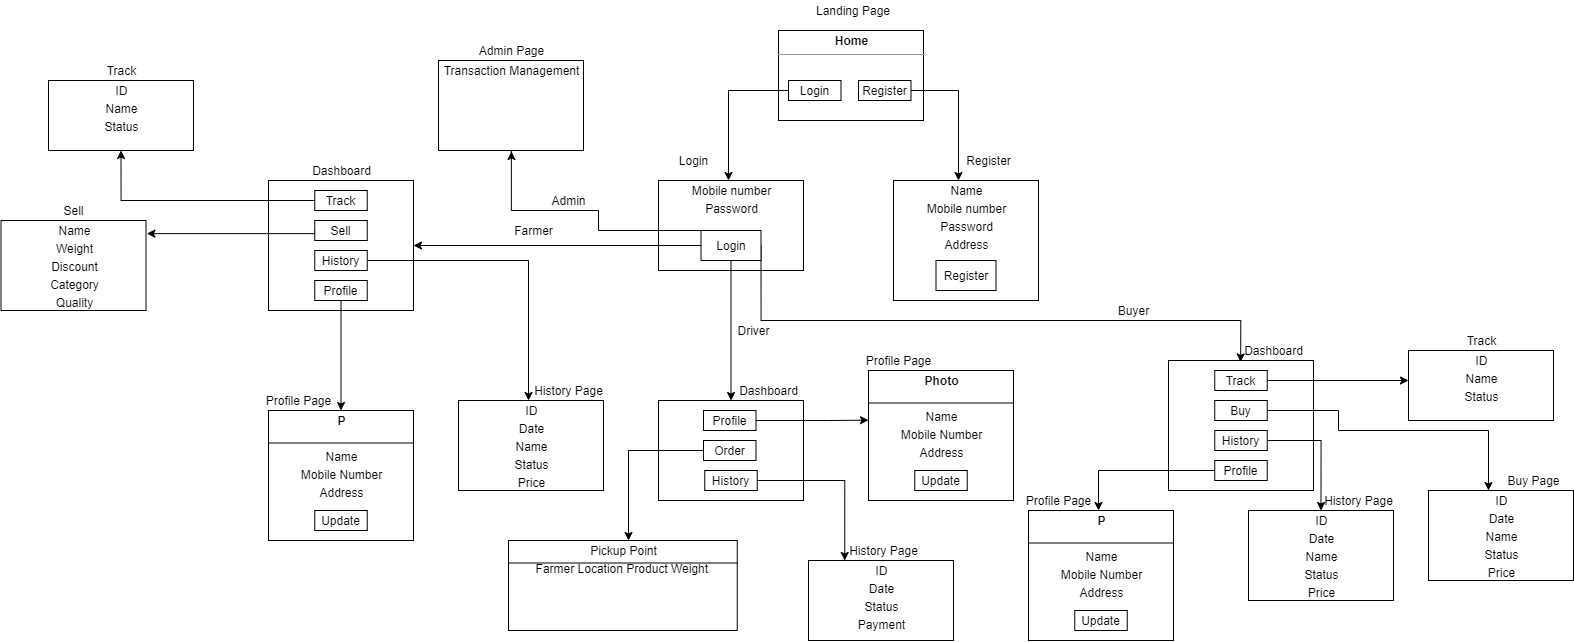 Landing Page
Home
Login
Register
Admin Page
Transaction Management
Track
ID
Name
Status
Dashboard
Track
Sell
History
Profile
Sell
Name
Weight
Discount
Category
Quality
Admin
Farmer
Login
Mobile number
Password
Login
Register
Name
Mobile number
Password
Address
Register
Driver
Buyer
Profile Page
P
Name
Mobile Number
Address
Update
History Page
ID
Date
Name
Status
Price
Dashboard
Profile
Order
History
Profile Page
Photo
Name
Mobile Number
Address
Update
Pickup Point
Farmer Location Product Weight
History Page
ID
Date
Status
Payment
Dashboard
Track
Buy
History
Profile
Track
ID
Name
Status
Profile Page
P
Name
Mobile Number
Address
Update
History Page
ID
Date
Name
Status
Price
Buy Page
ID
Date
Name
Status
Price